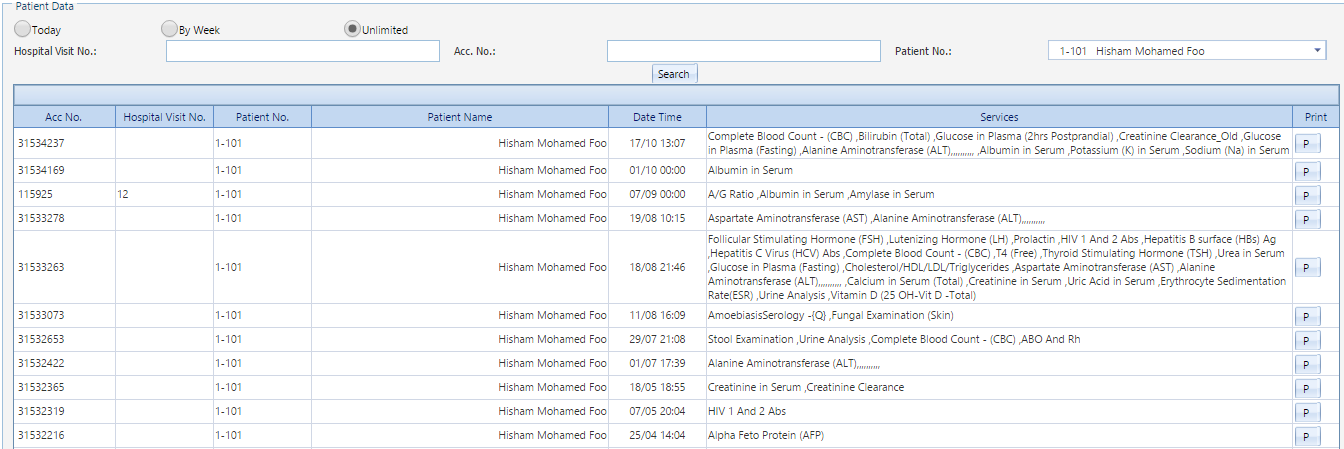 Patient Data
Today By Week Unlimited
Hospital Visit No.: Acc. No.: Patient No.: 1-101 Hisham Mohamed Foo
Search
Acc No. Hospital Visit No. Patient No. Patient Name Date Time Services Print
31534237 1-101 Hisham Mohamed Foo 17/10 13:07 Complete Blood Count - (CBC) ,Bilirubin (Total) ,Glucose in Plasma (2hrs Postprandial) ,Creatinine Clearance_Old ,Glucose
in Plasma (Fasting) ,Alanine Aminotransferase (ALT),,,,,,,,,, ,Albumin in Serum ,Potassium (K) in Serum ,Sodium (Na) in Serum P
31534169 1-101 Hisham Mohamed Foo 01/10 00:00 Albumin in Serum P
115925 12 1-101 Hisham Mohamed Foo 07/09 00:00 A/G Ratio ,Albumin in Serum ,Amylase in Serum P
31533278 1-101 Hisham Mohamed Foo 19/08 10:15 Aspartate Aminotransferase (AST) ,Alanine Aminotransferase (ALT),,,,,,,,,, P
31533263 1-101 Hisham Mohamed Foo 18/08 21:46 Follicular Stimulating Hormone (FSH) ,Lutenizing Hormone (LH) ,Prolactin ,HIV 1 And 2 Abs ,Hepatitis B surface (HBs) Ag
,Hepatitis C Virus (HCV) Abs ,Complete Blood Count - (CBC) ,T4 (Free) ,Thyroid Stimulating Hormone (TSH) ,Urea in Serum
,Glucose in Plasma (Fasting) ,Cholesterol/HDL/LDL/Triglycerides ,Aspartate Aminotransferase (AST) ,Alanine
Aminotransferase (ALT),,,,,,,,,, ,Calcium in Serum (Total) ,Creatinine in Serum ,Uric Acid in Serum ,Erythrocyte Sedimentation
Rate(ESR) ,Urine Analysis ,Vitamin D (25 OH-Vit D -Total) P
31533073 1-101 Hisham Mohamed Foo 11/08 16:09 AmoebiasisSerology -{Q} ,Fungal Examination (Skin) P
31532653 1-101 Hisham Mohamed Foo 29/07 21:08 Stool Examination ,Urine Analysis ,Complete Blood Count - (CBC) ,ABO And Rh P
31532422 1-101 Hisham Mohamed Foo 01/07 17:39 Alanine Aminotransferase (ALT),,,,,,,,,, P
31532365 1-101 Hisham Mohamed Foo 18/05 18:55 Creatinine in Serum ,Creatinine Clearance P
31532319 1-101 Hisham Mohamed Foo 07/05 20:04 HIV 1 And 2 Abs P
31532216 1-101 Hisham Mohamed Foo 25/04 14:04 Alpha Feto Protein (AFP) P